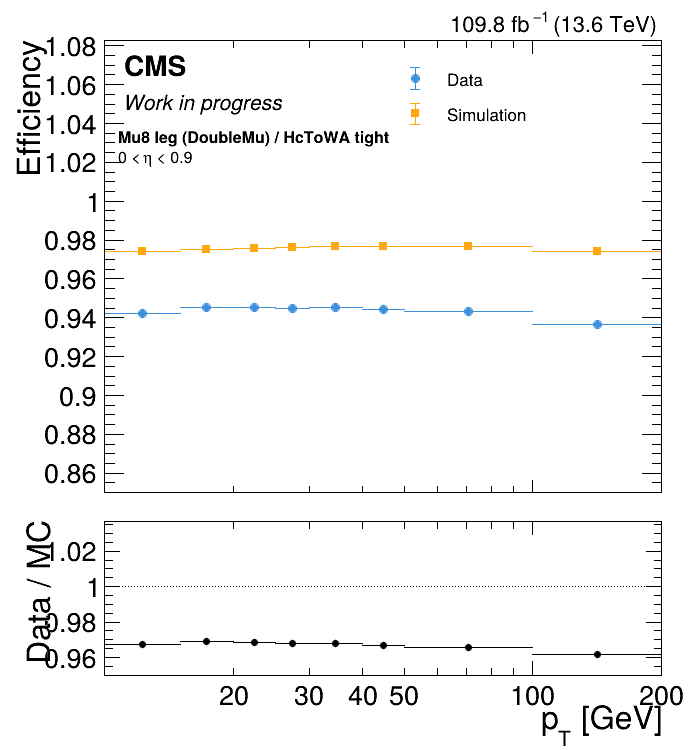 109.8 fb⁻¹ (13.6 TeV)
Efficiency
CMS
Work in progress
Mu8 leg (DoubleMu) / HcToWA tight
0 < η < 0.9
Data
Simulation
1.08
1.06
1.04
1.02
1
0.98
0.96
0.94
0.92
0.9
0.88
0.86
Data / MC
1.02
1
0.98
0.96
20
30
40
50
100
200
p_T [GeV]